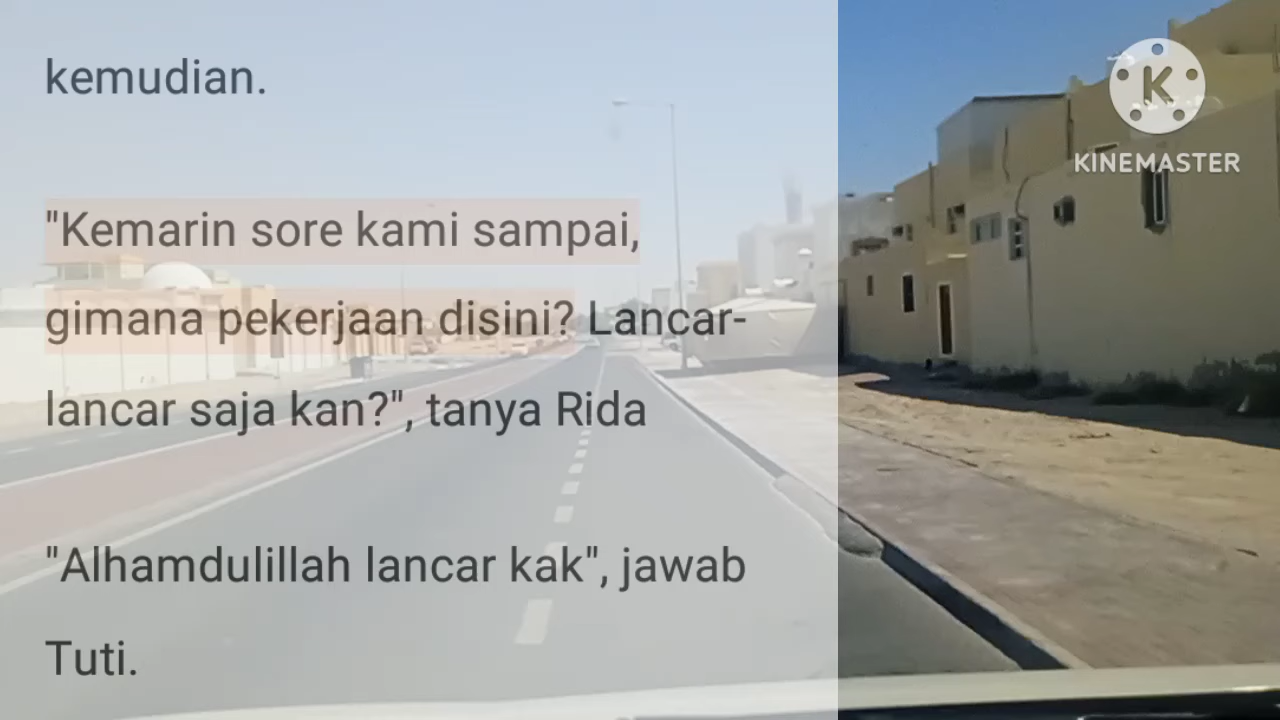 kemudian.
"Kemarin sore kami sampai,
gimana pekerjaan disini? Lancar-
lancar saja kan?", tanya Rida
"Alhamdulillah lancar kak", jawab
Tuti.
K
KINEMASTER